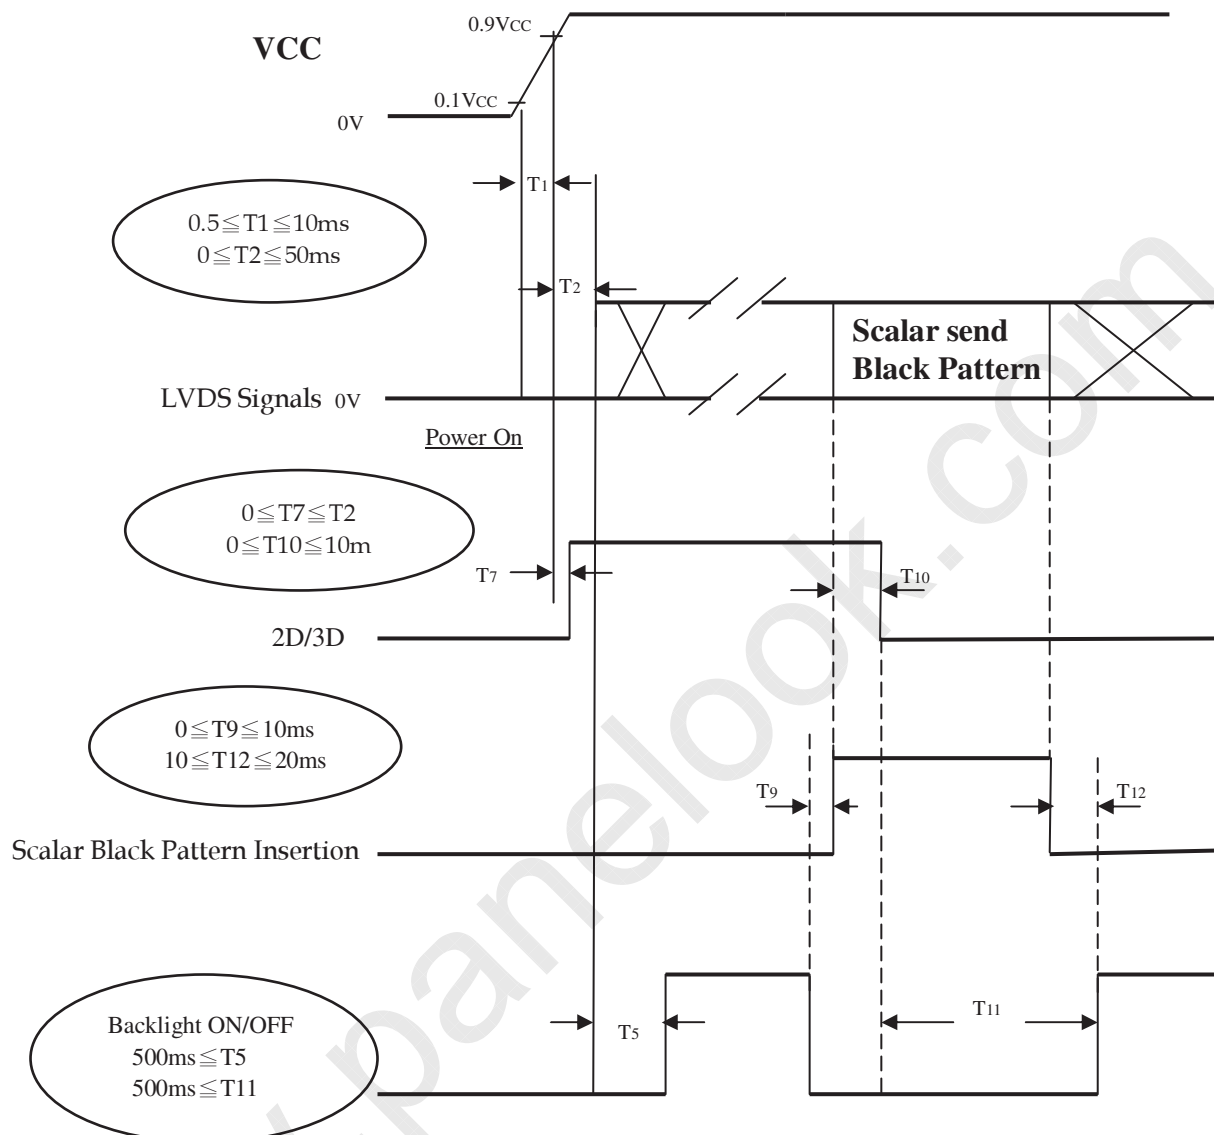 0.9VCC
VCC
0.1VCC
0V
T1
0.5≦T1≦10ms
0≦T2≦50ms
T2
Scalar send
Black Pattern
LVDS Signals 0V
Power On
0≦T7≦T2
0≦T10≦10m
T7
T10
2D/3D
0≦T9≦10ms
10≦T12≦20ms
T9
T12
Scalar Black Pattern Insertion
Backlight ON/OFF
500ms≦T5
500ms≦T11
T5
T11
panelook.com